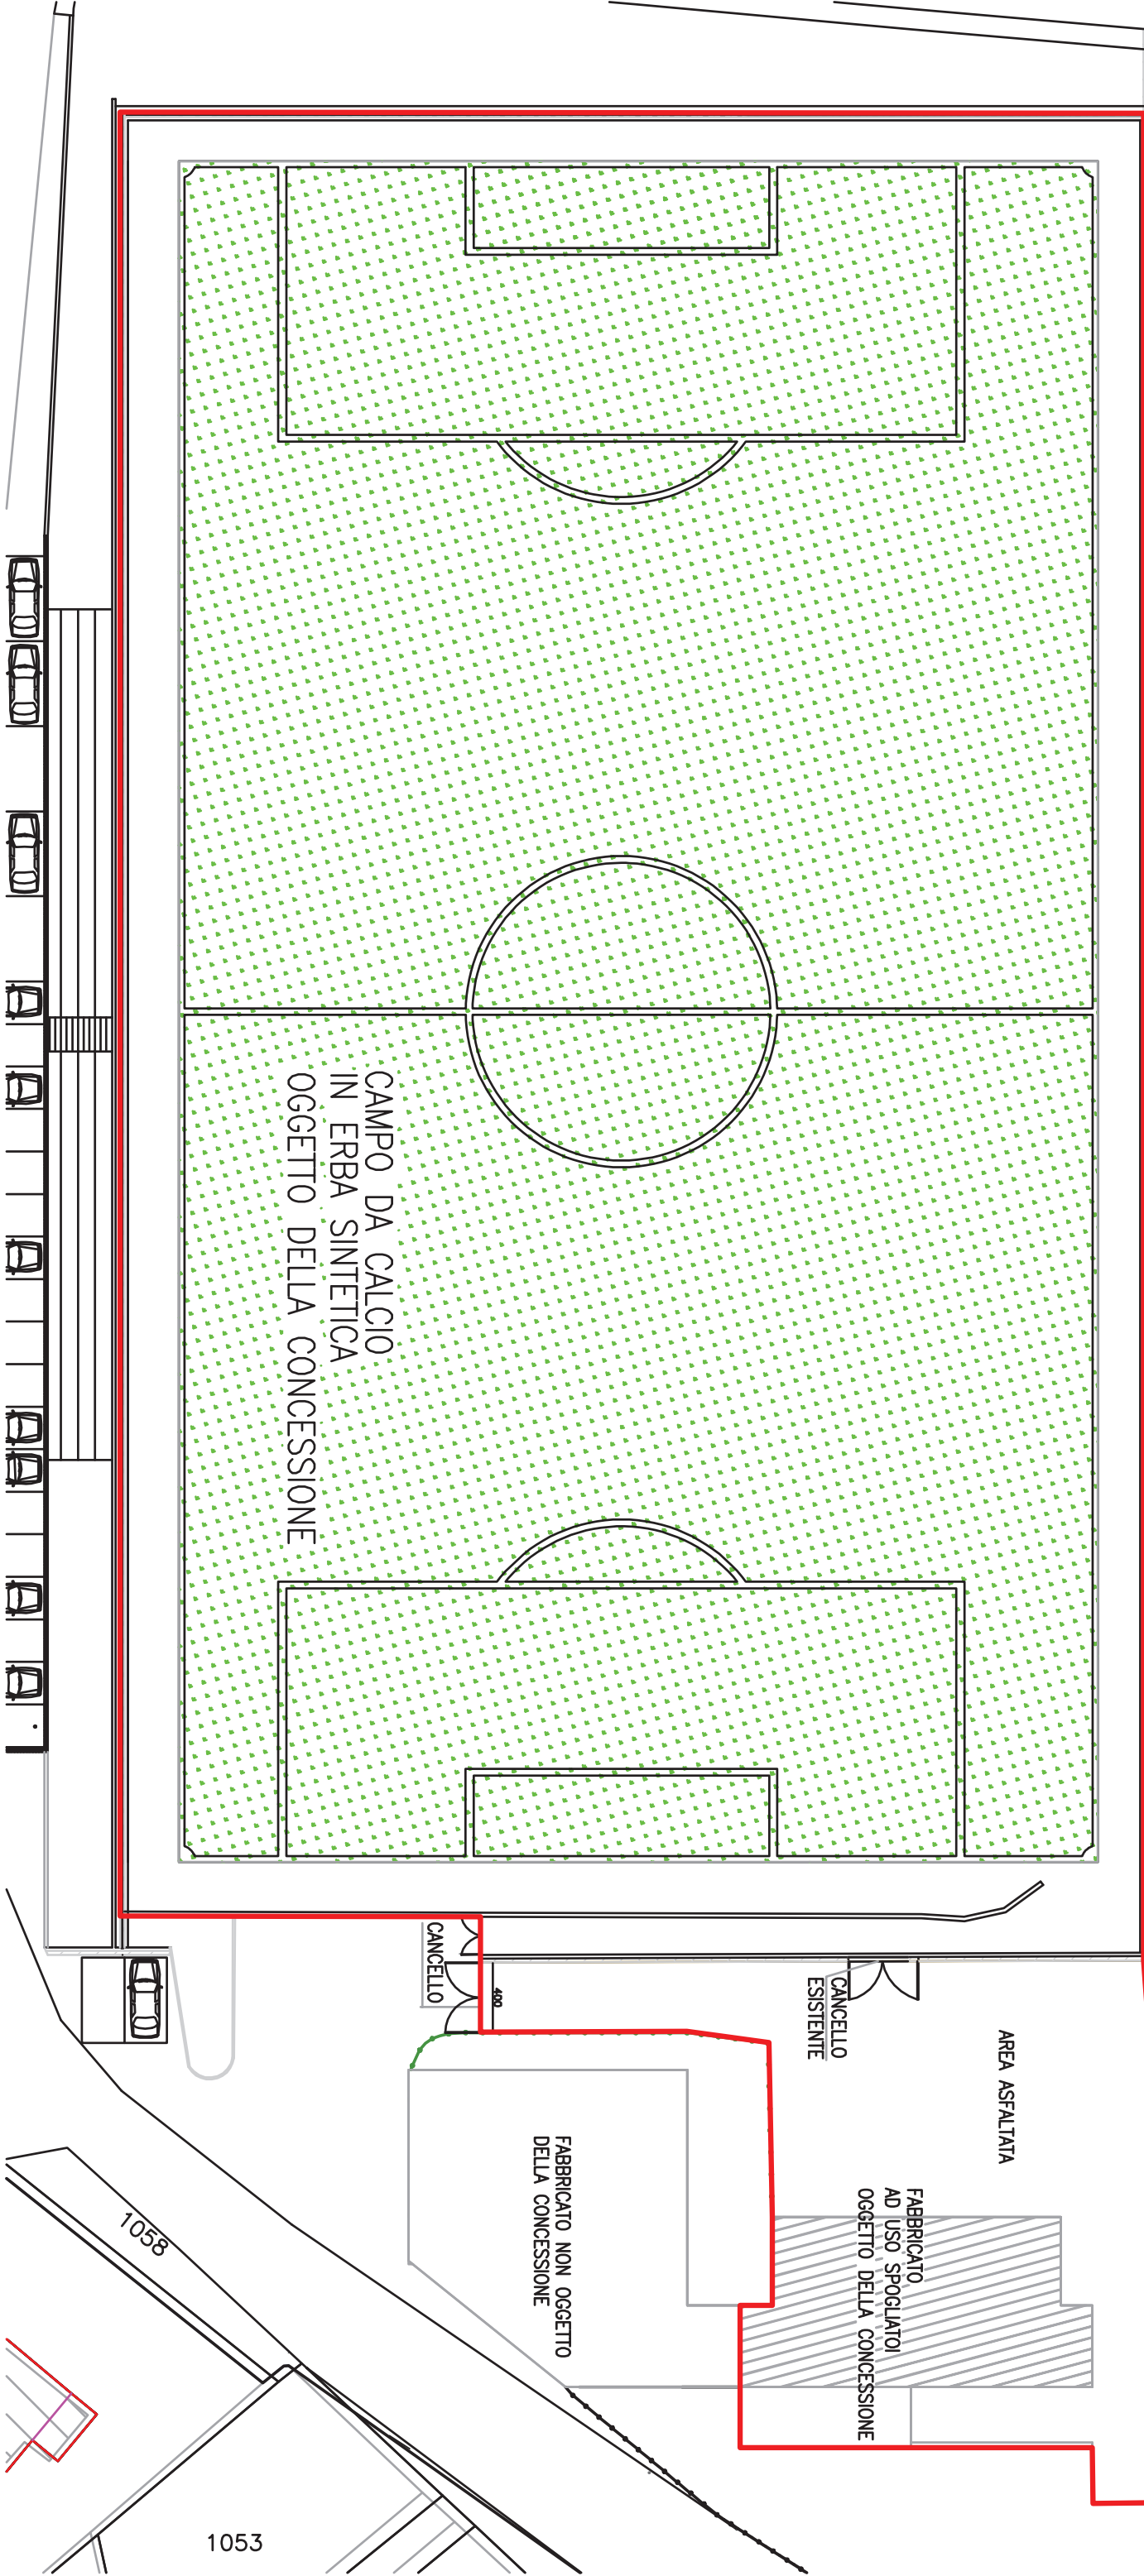 CAMPO DA CALCIO
IN ERBA SINTETICA
OGGETTO DELLA CONCESSIONE
CANCELLO
400
CANCELLO
ESISTENTE
AREA ASFALTATA
FABBRICATO NON OGGETTO
DELLA CONCESSIONE
FABBRICATO
AD USO SPOGLIATOI
OGGETTO DELLA CONCESSIONE
1058
1053